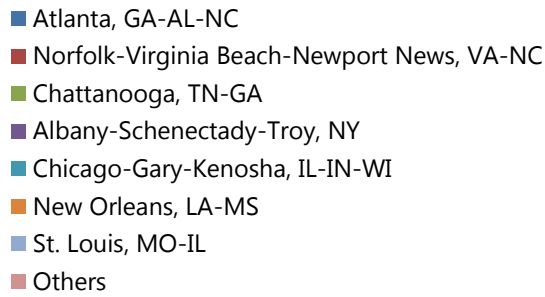 Atlanta, GA-AL-NC
Norfolk-Virginia Beach-Newport News, VA-NC
Chattanooga, TN-GA
Albany-Schenectady-Troy, NY
Chicago-Gary-Kenosha, IL-IN-WI
New Orleans, LA-MS
St. Louis, MO-IL
Others